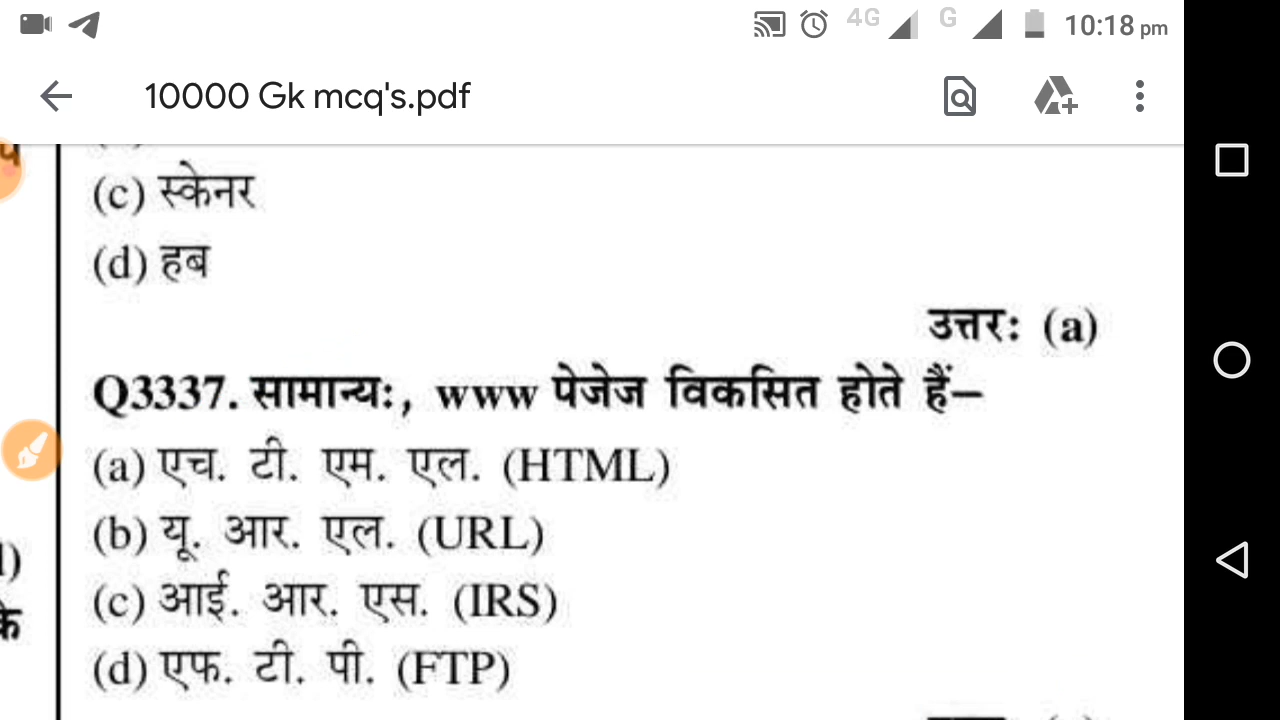 4G G 10:18 pm
10000 Gk mcq's.pdf
(c) स्केनर
(d) हब
उत्तरः (a)
Q3337. सामान्यः, www पेजेज विकसित होते हैं–
(a) एच. टी. एम. एल. (HTML)
(b) यू. आर. एल. (URL)
(c) आई. आर. एस. (IRS)
(d) एफ. टी. पी. (FTP)